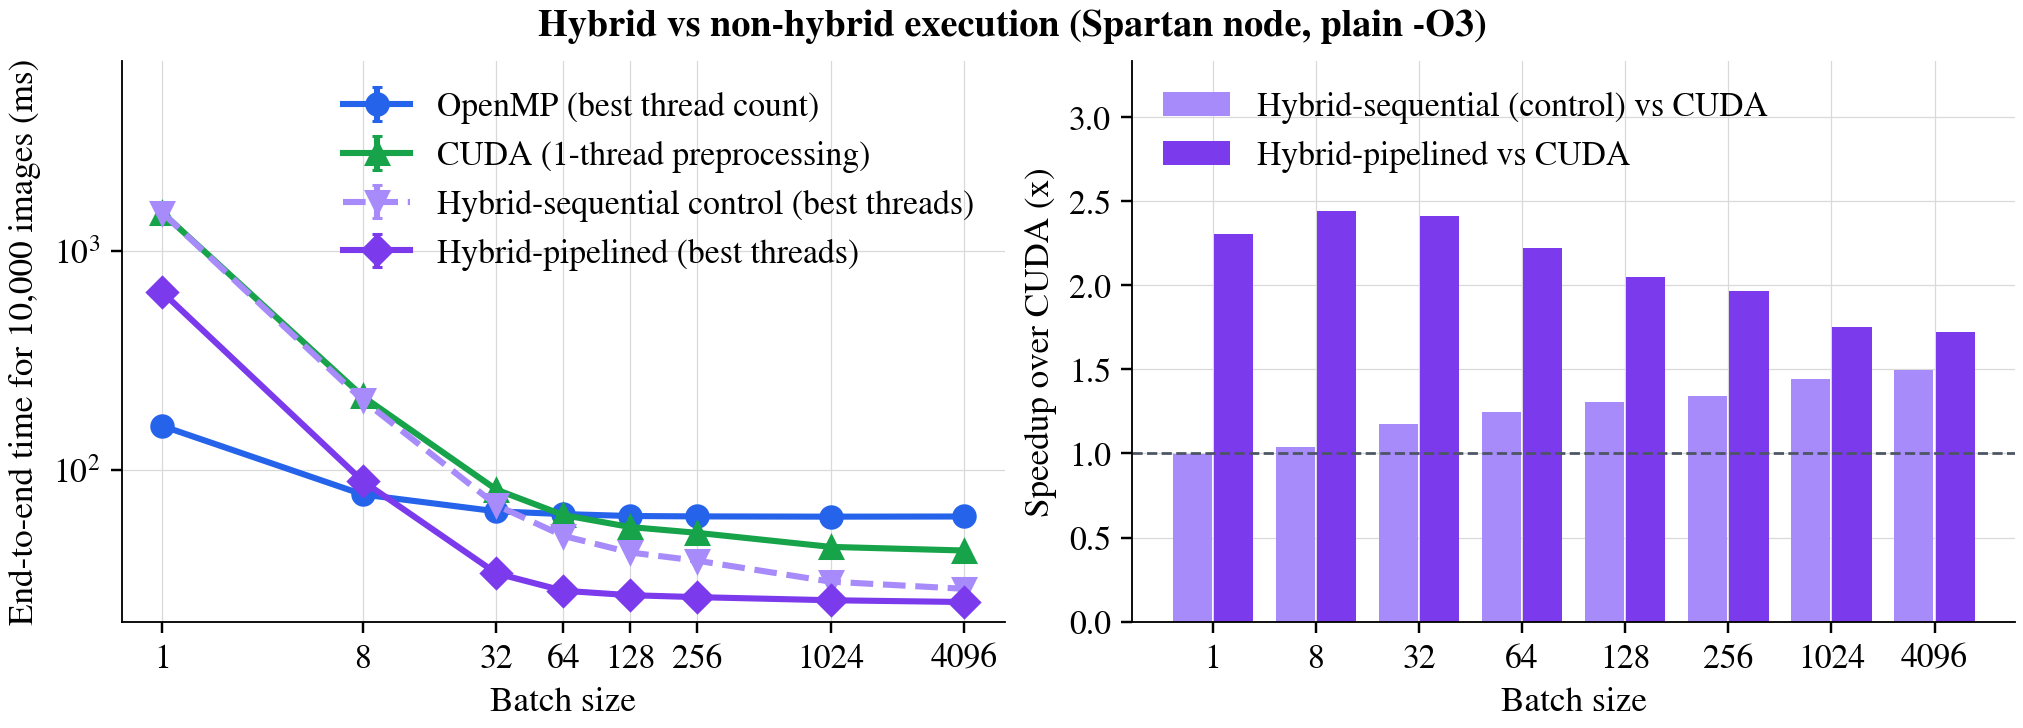 Hybrid vs non-hybrid execution (Spartan node, plain -O3)
End-to-end time for 10,000 images (ms)
10³
10²
OpenMP (best thread count)
CUDA (1-thread preprocessing)
Hybrid-sequential control (best threads)
Hybrid-pipelined (best threads)
1 8 32 64 128 256 1024 4096
Batch size
Speedup over CUDA (x)
3.0
2.5
2.0
1.5
1.0
0.5
0.0
Hybrid-sequential (control) vs CUDA
Hybrid-pipelined vs CUDA
1 8 32 64 128 256 1024 4096
Batch size